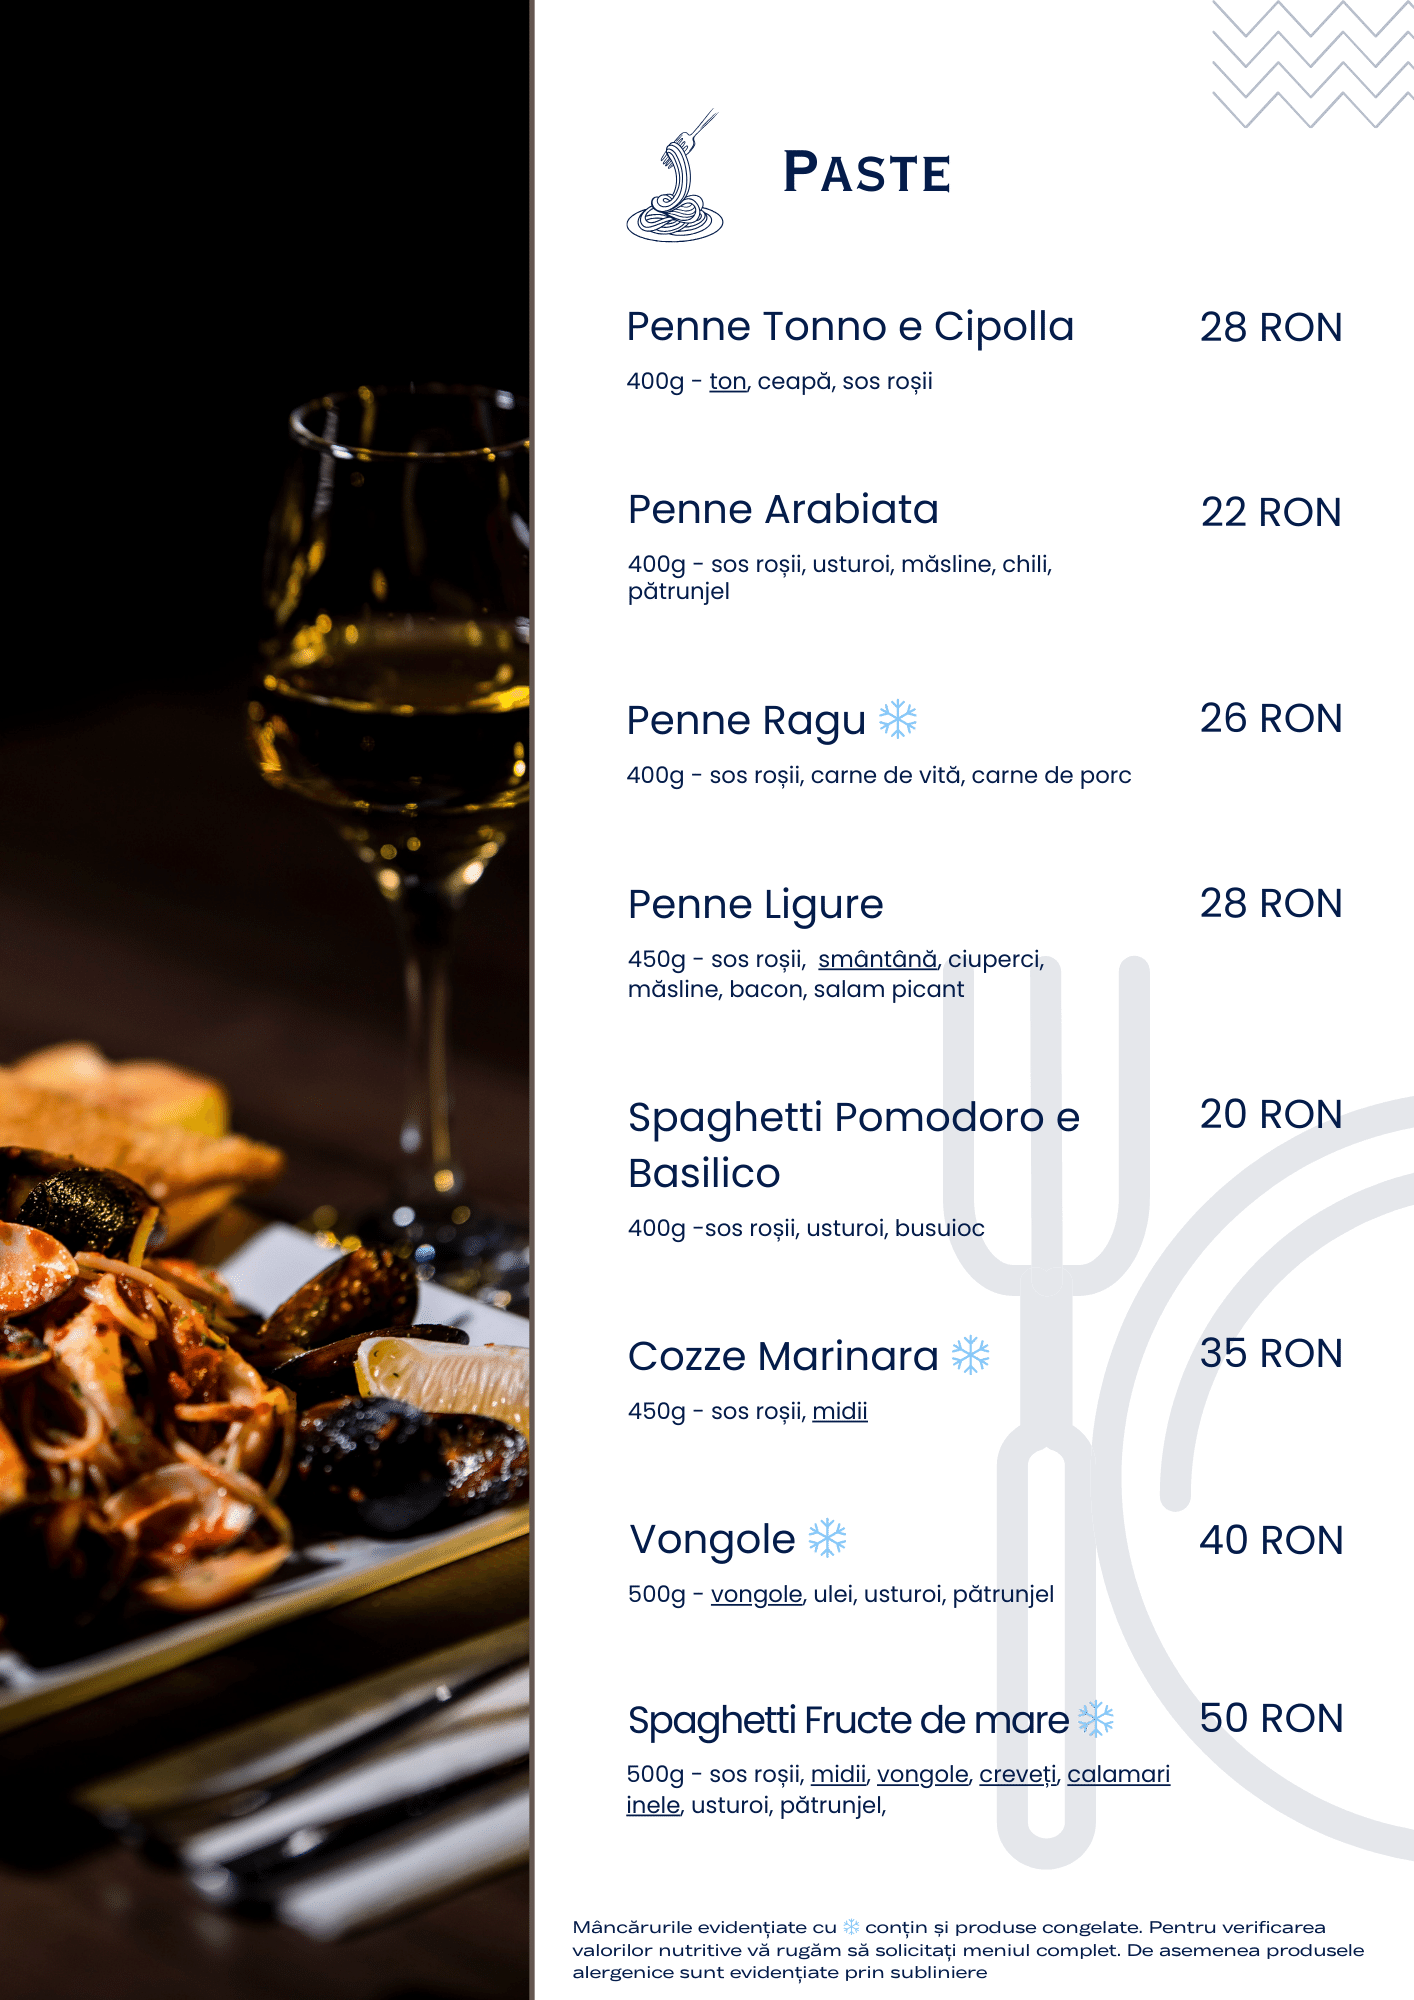 PASTE
Penne Tonno e Cipolla 28 RON
400g - ton, ceapă, sos roșii
Penne Arabiata 22 RON
400g - sos roșii, usturoi, măsline, chili,
pătrunjel
Penne Ragu ❄ 26 RON
400g - sos roșii, carne de vită, carne de porc
Penne Ligure 28 RON
450g - sos roșii, smântână, ciuperci,
măsline, bacon, salam picant
Spaghetti Pomodoro e 20 RON
Basilico
400g -sos roșii, usturoi, busuioc
Cozze Marinara ❄ 35 RON
450g - sos roșii, midii
Vongole ❄ 40 RON
500g - vongole, ulei, usturoi, pătrunjel
Spaghetti Fructe de mare ❄ 50 RON
500g - sos roșii, midii, vongole, creveți, calamari
inele, usturoi, pătrunjel,
Mâncărurile evidențiate cu ❄ conțin și produse congelate. Pentru verificarea
valorilor nutritive vă rugăm să solicitați meniul complet. De asemenea produsele
alergenice sunt evidențiate prin subliniere